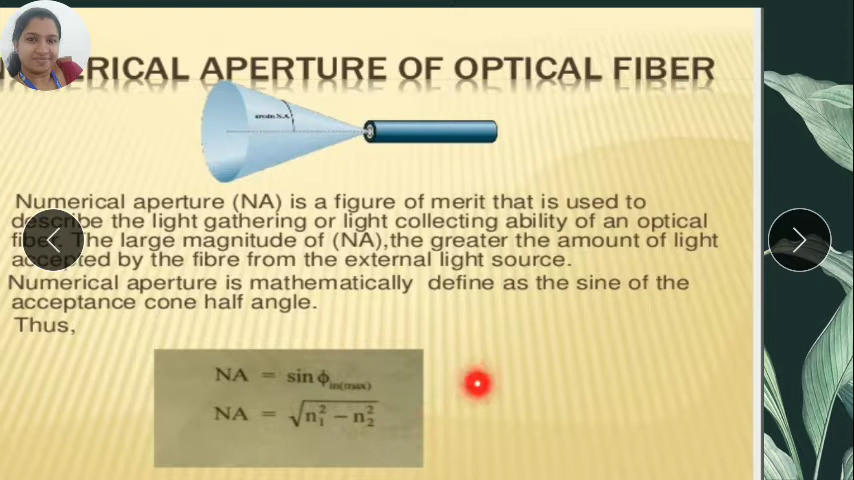 RICAL APERTURE OF OPTICAL FIBER
arcsin N.A.
Numerical aperture (NA) is a figure of merit that is used to
describe the light gathering or light collecting ability of an optical
The large magnitude of (NA),the greater the amount of light
accepted by the fibre from the external light source.
Numerical aperture is mathematically define as the sine of the
acceptance cone half angle.
Thus,
NA = sin ϕin(max)
NA = √n₁² − n₂²